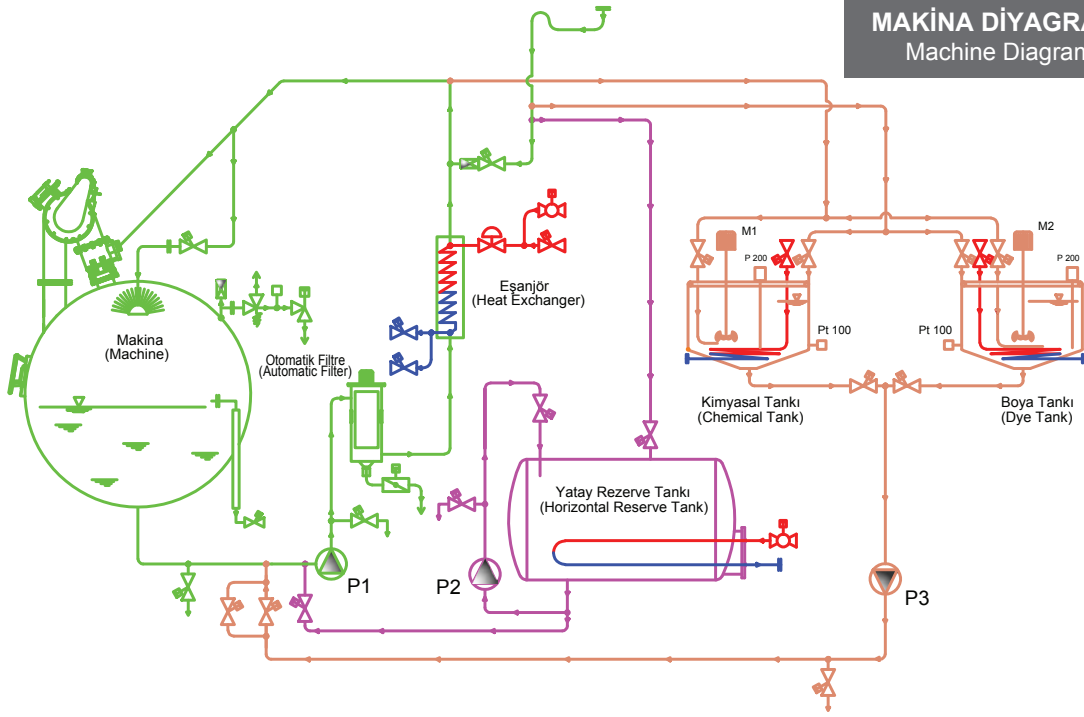 MAKİNA DİYAGRA
Machine Diagram
M1
M2
P 200
P 200
Eşanjör
(Heat Exchanger)
Makina
(Machine)
Pt 100
Pt 100
Otomatik Filtre
(Automatic Filter)
Kimyasal Tankı
(Chemical Tank)
Boya Tankı
(Dye Tank)
Yatay Rezerve Tankı
(Horizontal Reserve Tank)
P1
P2
P3